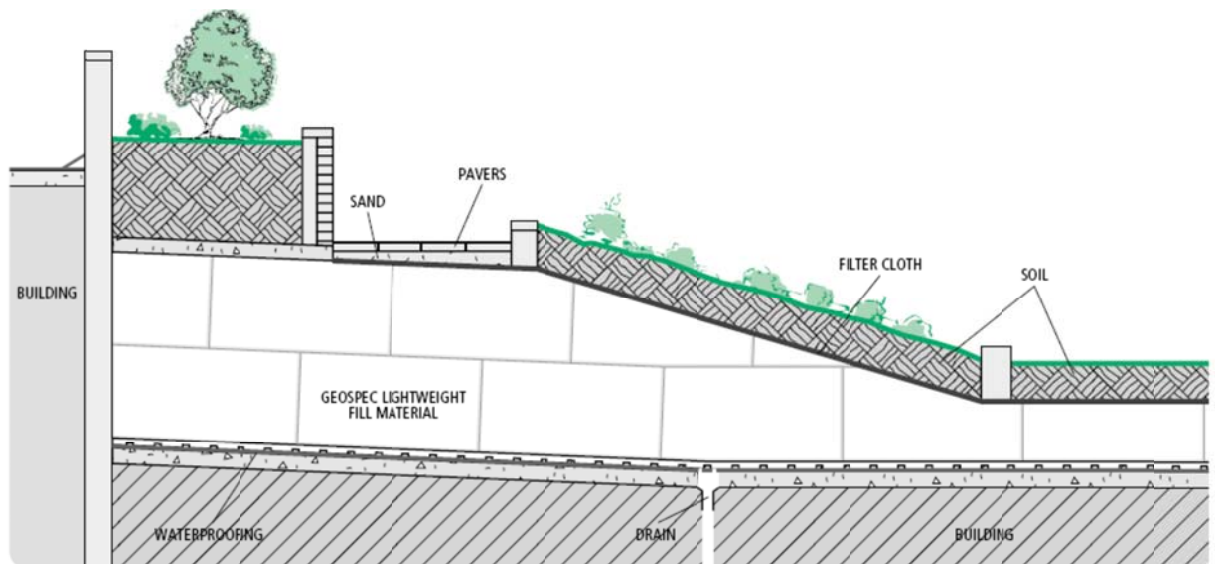 PAVERS
SAND
FILTER CLOTH
SOIL
BUILDING
GEOSPEC LIGHTWEIGHT
FILL MATERIAL
WATERPROOFING
DRAIN
BUILDING